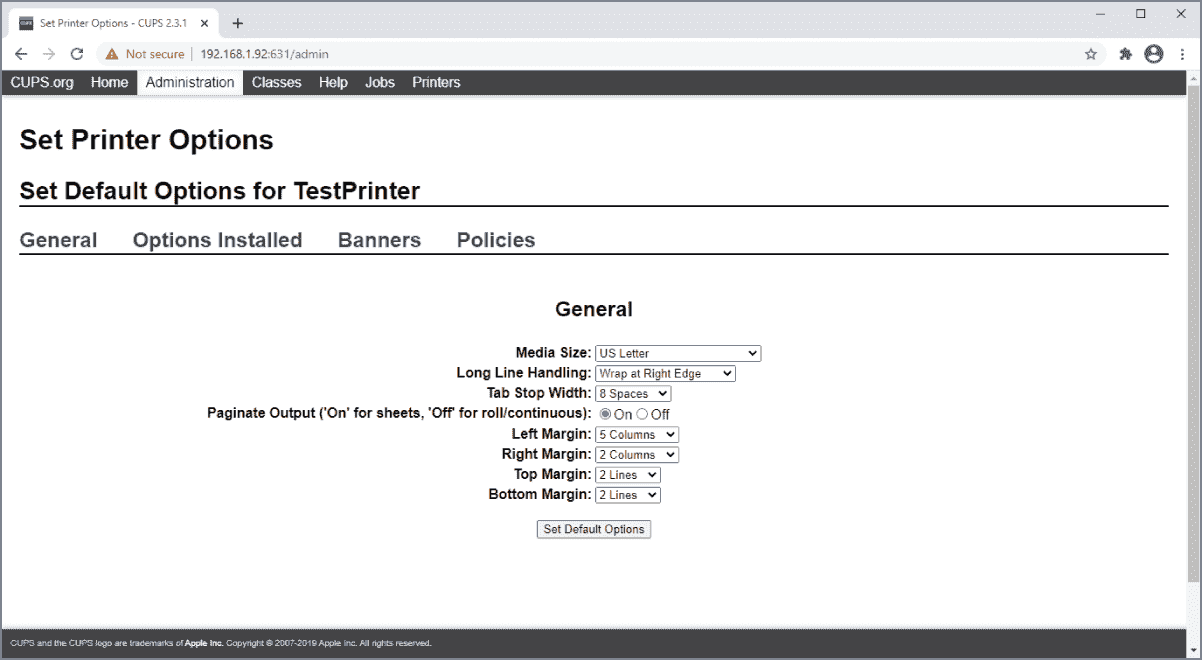 Set Printer Options - CUPS 2.3.1
Not secure 192.168.1.92:631/admin
CUPS.org Home Administration Classes Help Jobs Printers
Set Printer Options
Set Default Options for TestPrinter
General Options Installed Banners Policies
General
Media Size: US Letter
Long Line Handling: Wrap at Right Edge
Tab Stop Width: 8 Spaces
Paginate Output ('On' for sheets, 'Off' for roll/continuous): On Off
Left Margin: 5 Columns
Right Margin: 2 Columns
Top Margin: 2 Lines
Bottom Margin: 2 Lines
Set Default Options
CUPS and the CUPS logo are trademarks of Apple Inc. Copyright © 2007-2019 Apple Inc. All rights reserved.